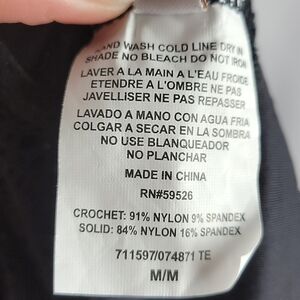 HAND WASH COLD LINE DRY IN
SHADE NO BLEACH DO NOT IRON
LAVER A LA MAIN A L'EAU FROIDE
ETENDRE A L'OMBRE NE PAS
JAVELLISER NE PAS REPASSER
LAVADO A MANO CON AGUA FRIA
COLGAR A SECAR EN LA SOMBRA
NO USE BLANQUEADOR
NO PLANCHAR
MADE IN CHINA
RN#59526
CROCHET: 91% NYLON 9% SPANDEX
SOLID: 84% NYLON 16% SPANDEX
711597/074871 TE
M/M